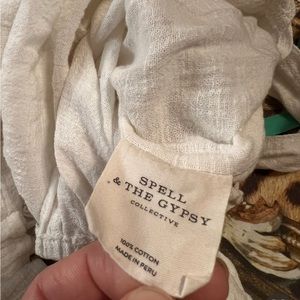 SPELL
& THE GYPSY
COLLECTIVE
100% COTTON
MADE IN PERU